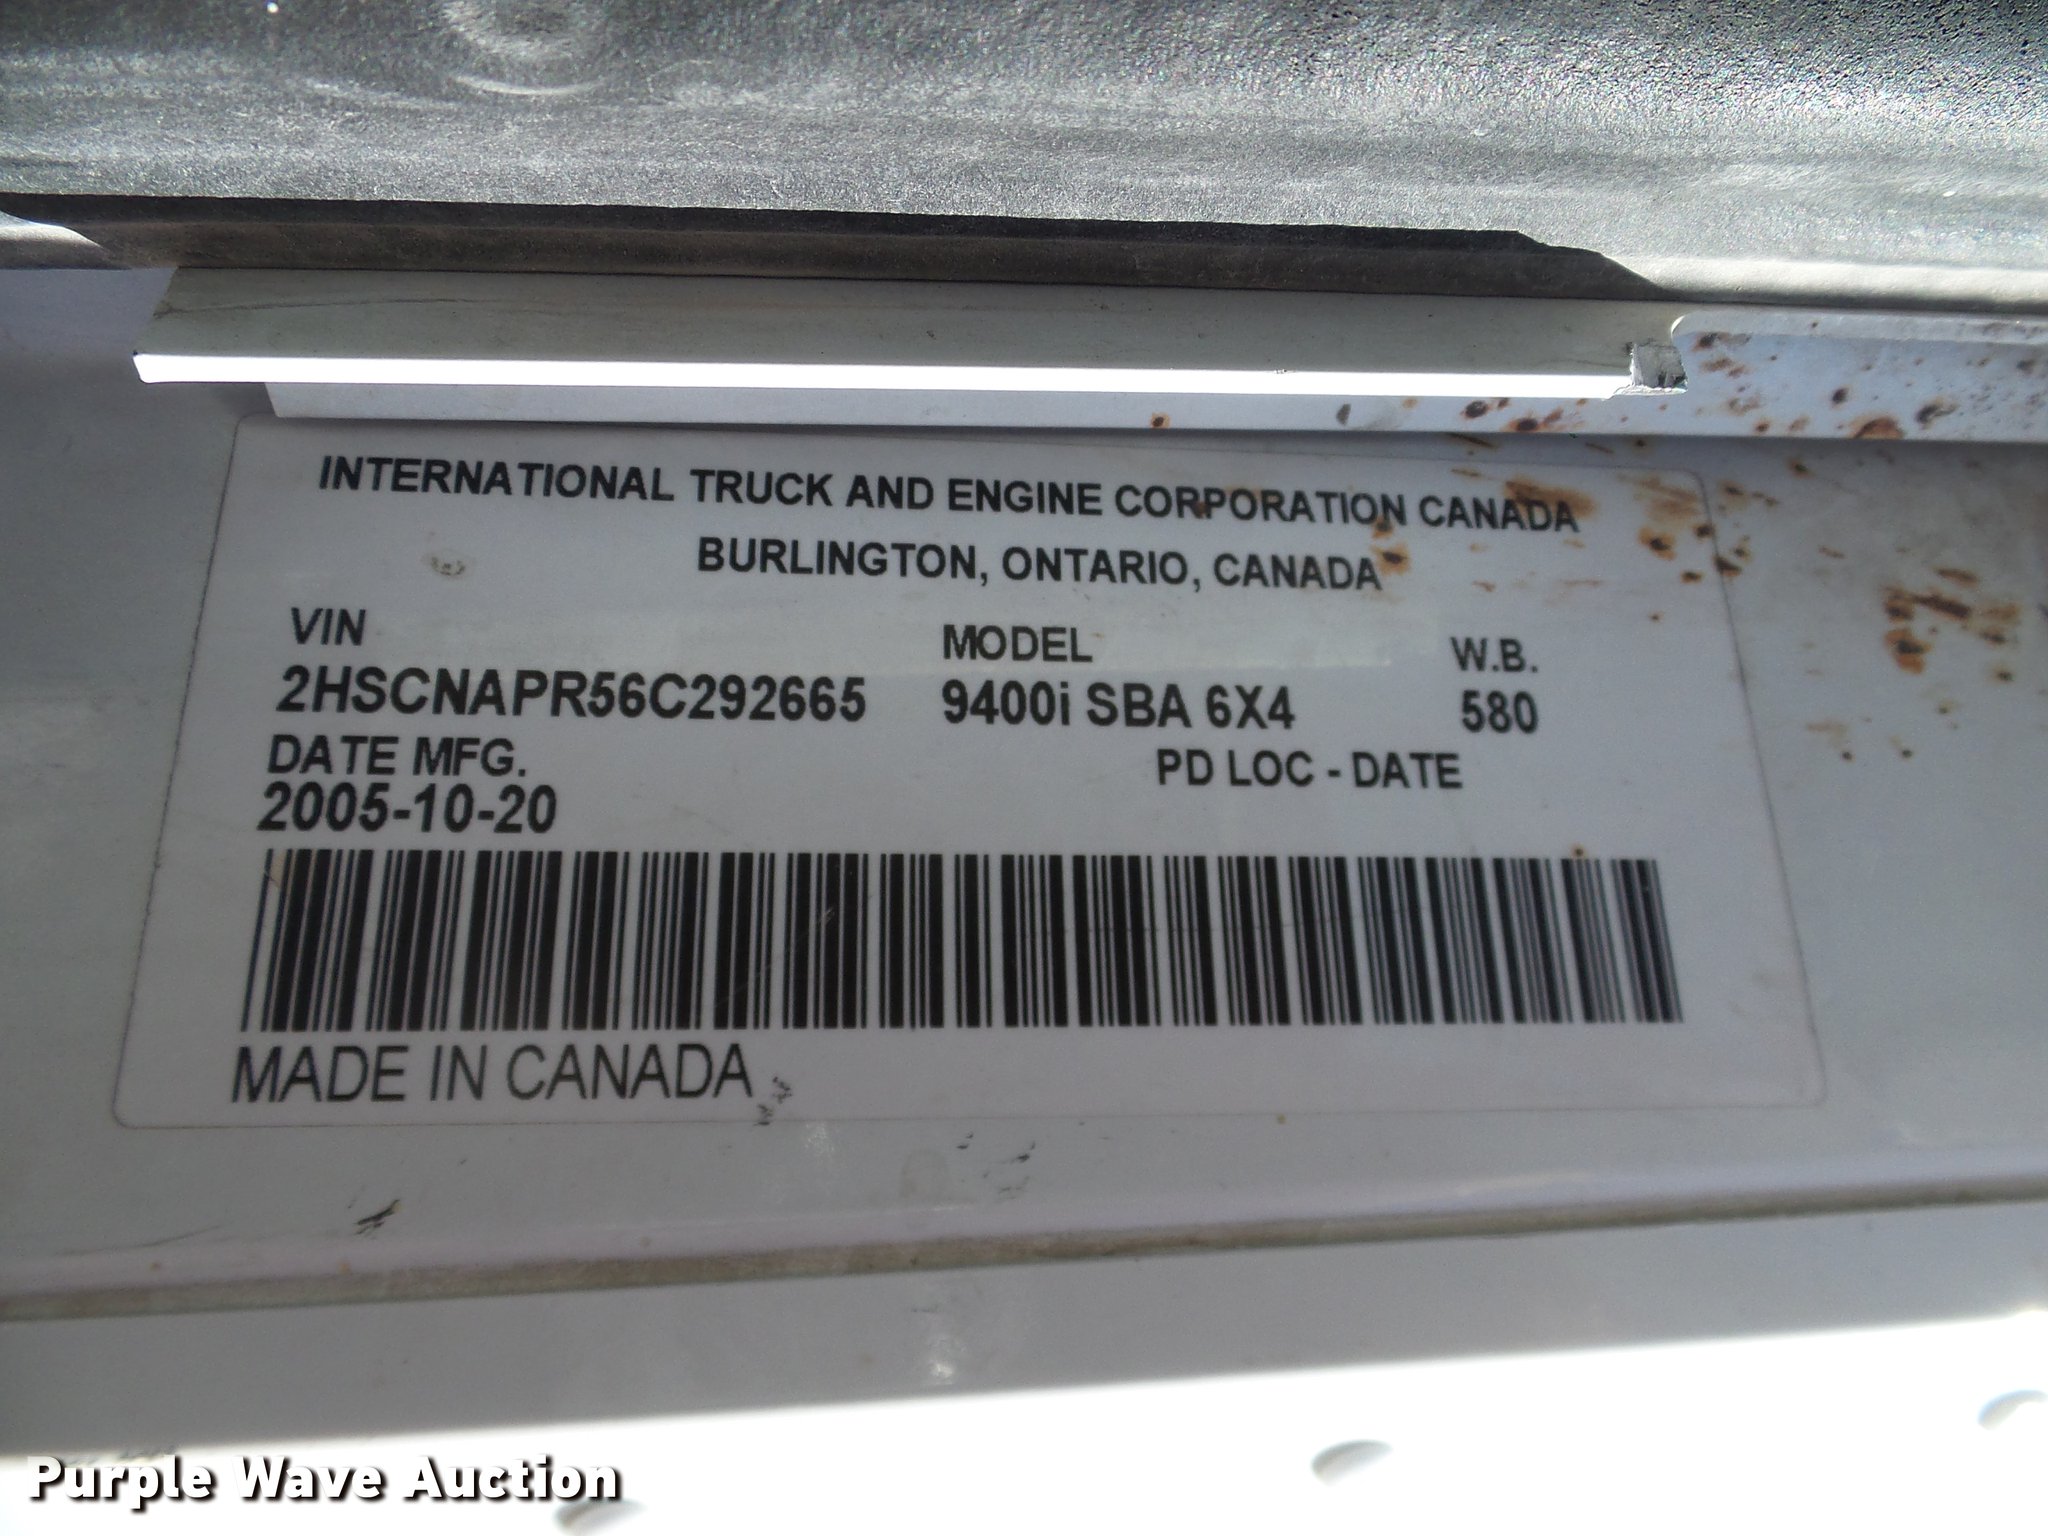 INTERNATIONAL TRUCK AND ENGINE CORPORATION CANADA
BURLINGTON, ONTARIO, CANADA
VIN MODEL W.B.
2HSCNAPR56C292665 9400i SBA 6X4 580
DATE MFG. PD LOC - DATE
2005-10-20
MADE IN CANADA
Purple Wave Auction